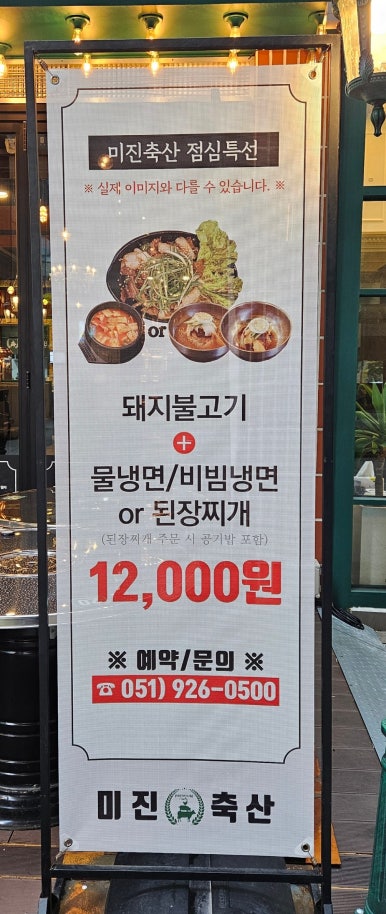 미진축산 점심특선
※ 실제 이미지와 다를 수 있습니다. ※
or
돼지불고기
+
물냉면/비빔냉면
or 된장찌개
(된장찌개 주문 시 공기밥 포함)
12,000원
※ 예약/문의 ※
☎ 051) 926-0500
미진 축산